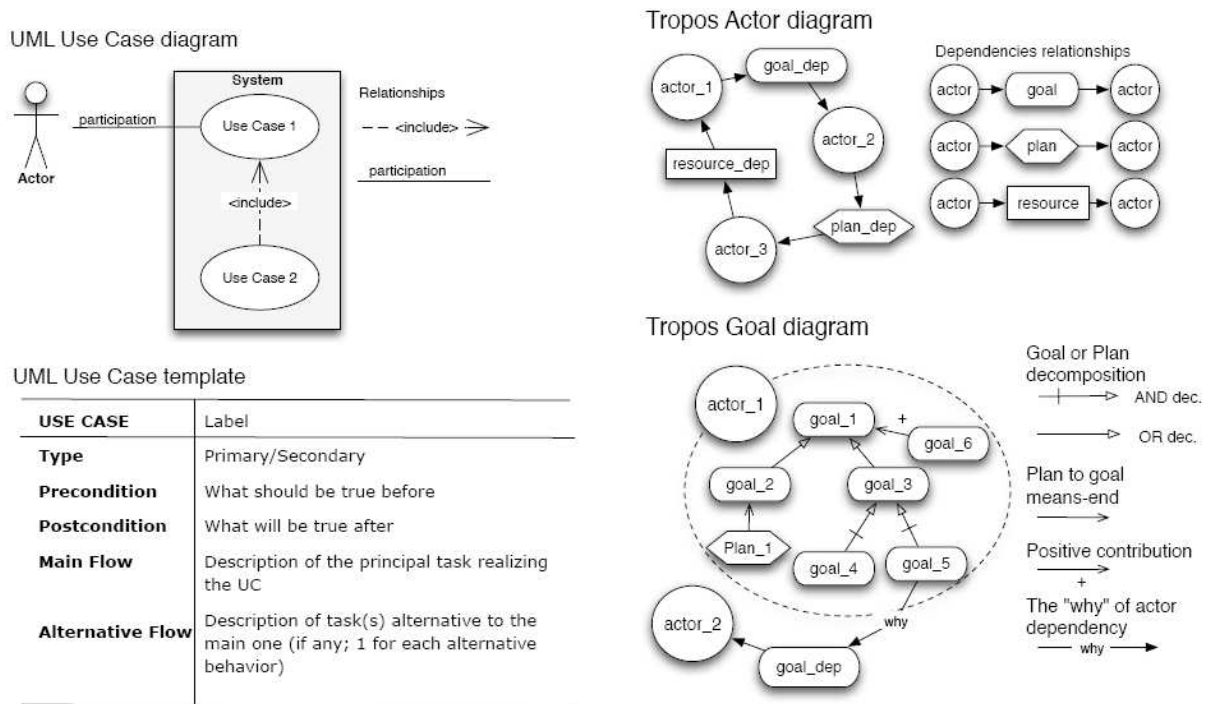 UML Use Case diagram
System
Actor
participation
Use Case 1
<include>
Use Case 2
Relationships
<include>
participation
UML Use Case template
USE CASE Label
Type Primary/Secondary
Precondition What should be true before
Postcondition What will be true after
Main Flow Description of the principal task realizing
the UC
Alternative Flow Description of task(s) alternative to the
main one (if any; 1 for each alternative
behavior)
Tropos Actor diagram
actor_1
goal_dep
actor_2
resource_dep
plan_dep
actor_3
Dependencies relationships
actor goal actor
actor plan actor
actor resource actor
Tropos Goal diagram
actor_1
goal_1
+
goal_6
goal_2
goal_3
Plan_1
goal_4
goal_5
why
actor_2
goal_dep
Goal or Plan
decomposition
AND dec.
OR dec.
Plan to goal
means-end
Positive contribution
+
The "why" of actor
dependency
why